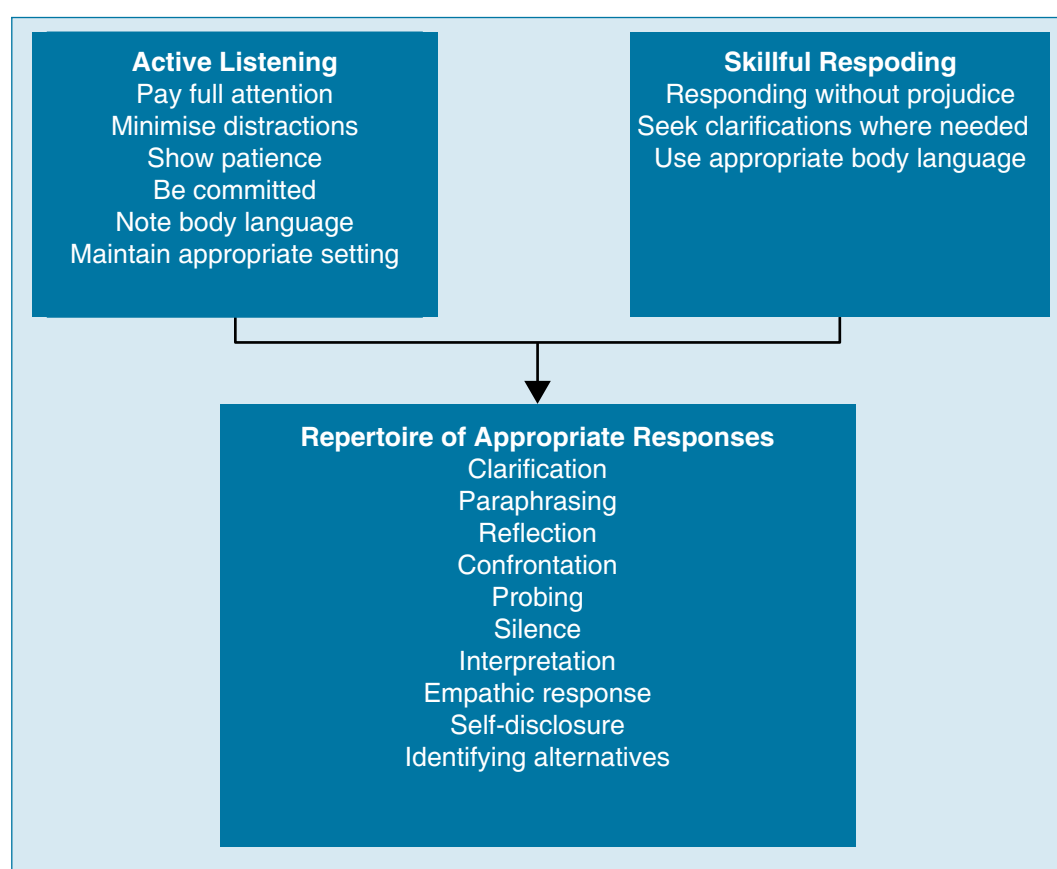 Active Listening
Pay full attention
Minimise distractions
Show patience
Be committed
Note body language
Maintain appropriate setting
Skillful Respoding
Responding without projudice
Seek clarifications where needed
Use appropriate body language
Repertoire of Appropriate Responses
Clarification
Paraphrasing
Reflection
Confrontation
Probing
Silence
Interpretation
Empathic response
Self-disclosure
Identifying alternatives